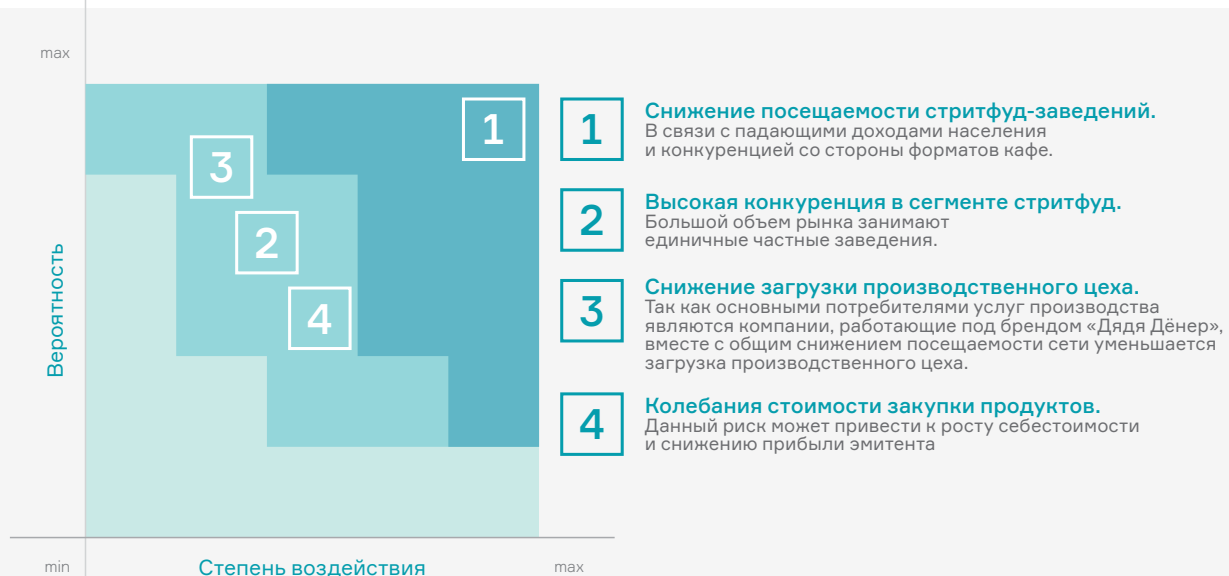 max
Вероятность
1
3
2
4
min
Степень воздействия
max
1
Снижение посещаемости стритфуд-заведений.
В связи с падающими доходами населения
и конкуренцией со стороны форматов кафе.
2
Высокая конкуренция в сегменте стритфуд.
Большой объем рынка занимают
единичные частные заведения.
3
Снижение загрузки производственного цеха.
Так как основными потребителями услуг производства
являются компании, работающие под брендом «Дядя Дёнер»,
вместе с общим снижением посещаемости сети уменьшается
загрузка производственного цеха.
4
Колебания стоимости закупки продуктов.
Данный риск может привести к росту себестоимости
и снижению прибыли эмитента